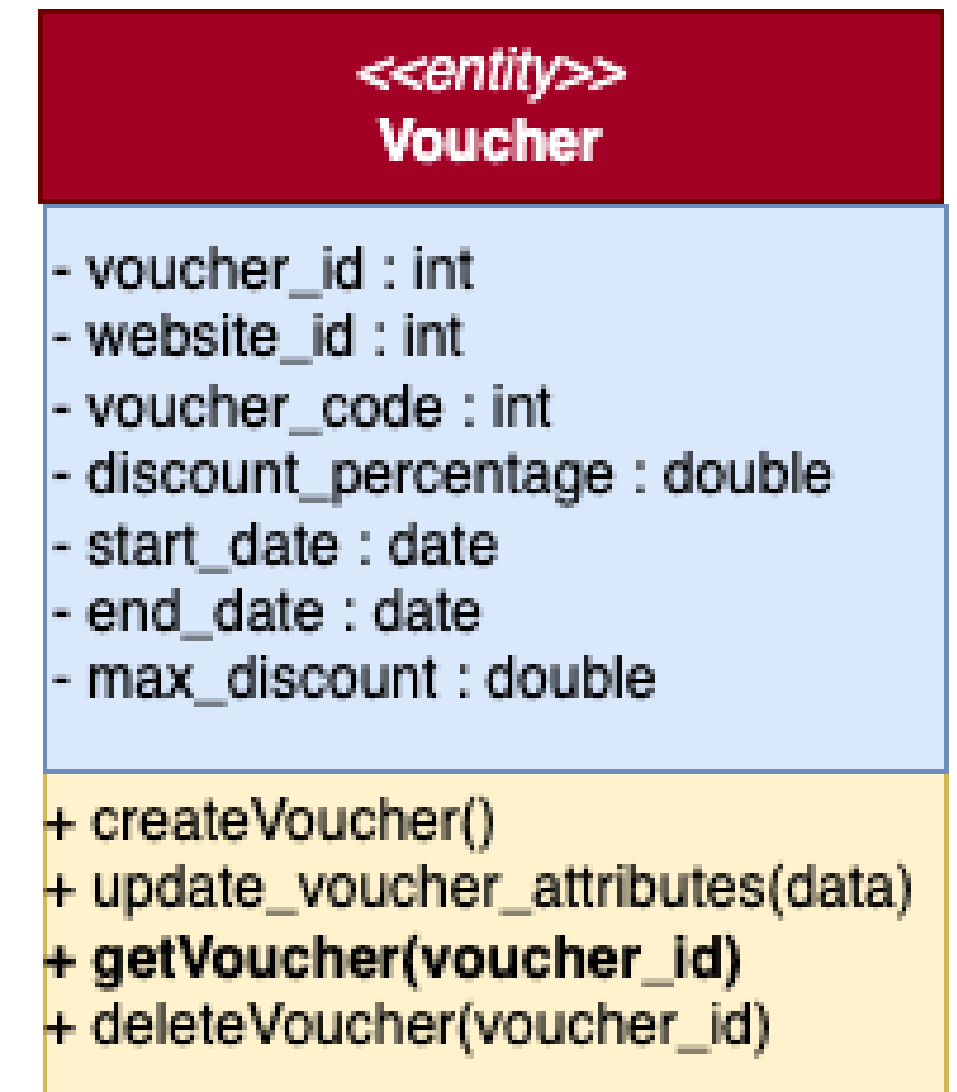 <<entity>>
Voucher
- voucher_id : int
- website_id : int
- voucher_code : int
- discount_percentage : double
- start_date : date
- end_date : date
- max_discount : double
+ createVoucher()
+ update_voucher_attributes(data)
+ getVoucher(voucher_id)
+ deleteVoucher(voucher_id)